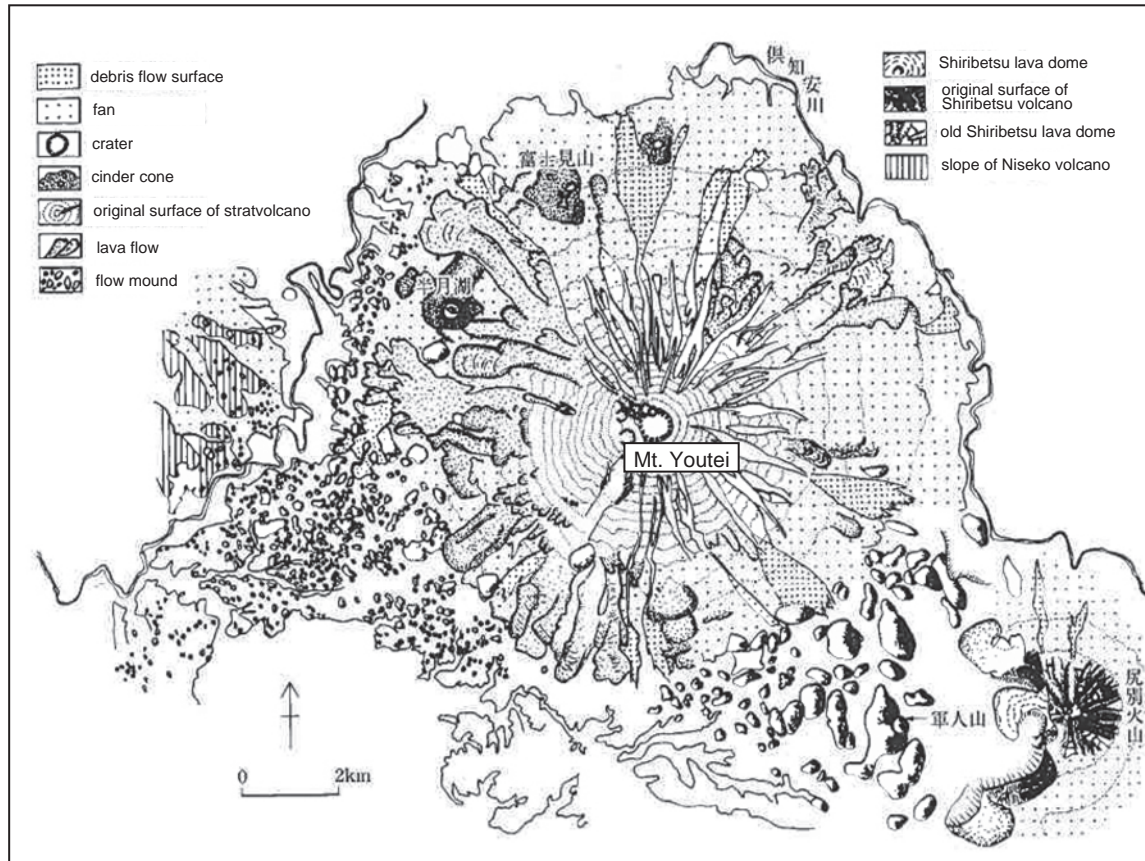 debris flow surface
fan
crater
cinder cone
original surface of stratvolcano
lava flow
flow mound
Shiribetsu lava dome
original surface of
Shiribetsu volcano
old Shiribetsu lava dome
slope of Niseko volcano
倶知安川
富士見山
半月湖
Mt. Youtei
軍人山
尻別火山
0 2km